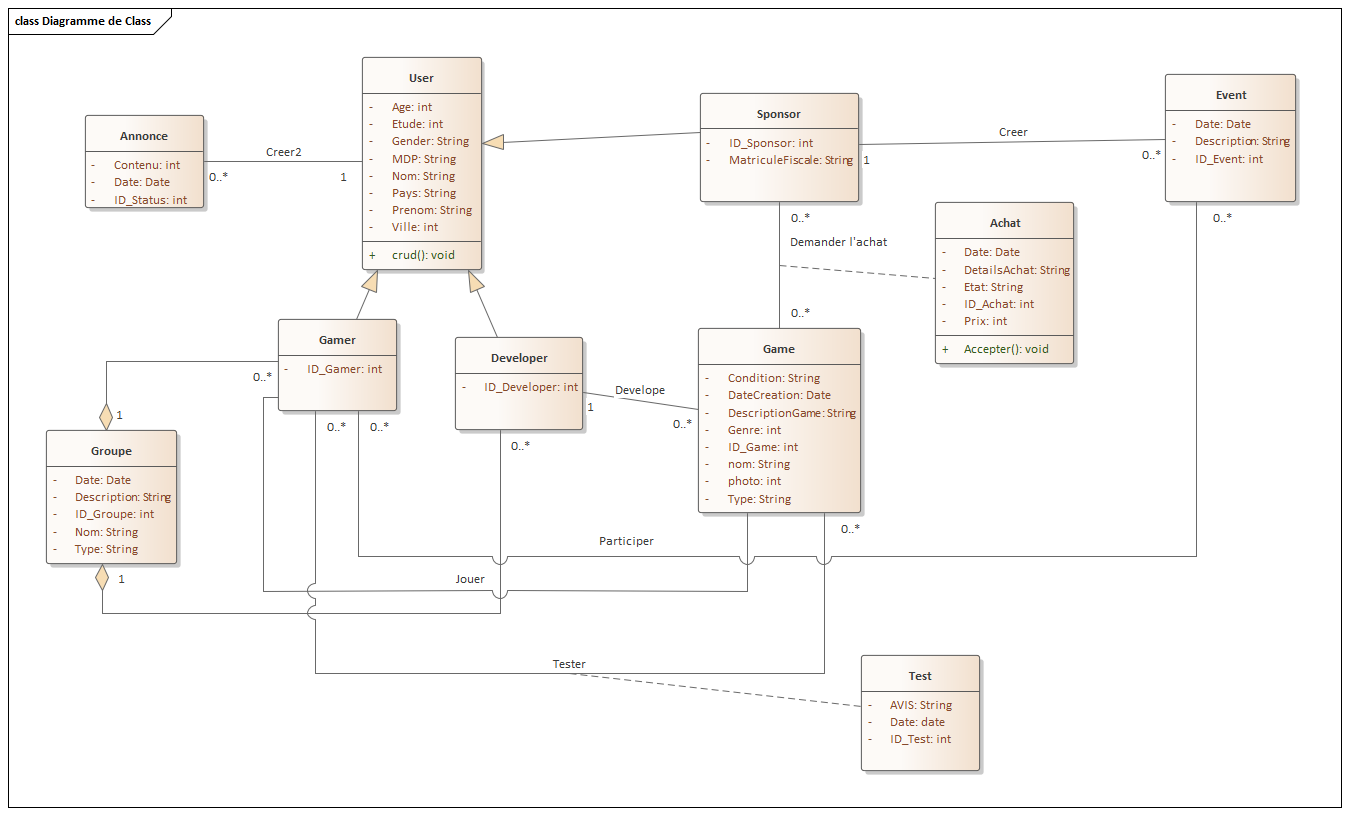 class Diagramme de Class
User
- Age: int
- Etude: int
- Gender: String
- MDP: String
- Nom: String
- Pays: String
- Prenom: String
- Ville: int
+ crud(): void
Annonce
- Contenu: int
- Date: Date
- ID_Status: int
Creer2
0..*
1
Sponsor
- ID_Sponsor: int
- MatriculeFiscale: String
Creer
1
0..*
Event
- Date: Date
- Description: String
- ID_Event: int
0..*
0..*
Demander l'achat
0..*
Achat
- Date: Date
- DetailsAchat: String
- Etat: String
- ID_Achat: int
- Prix: int
+ Accepter(): void
Gamer
- ID_Gamer: int
0..*
0..*
0..*
Developer
- ID_Developer: int
0..*
Develope
1
0..*
Game
- Condition: String
- DateCreation: Date
- DescriptionGame: String
- Genre: int
- ID_Game: int
- nom: String
- photo: int
- Type: String
0..*
1
Groupe
- Date: Date
- Description: String
- ID_Groupe: int
- Nom: String
- Type: String
1
Participer
Jouer
Tester
Test
- AVIS: String
- Date: date
- ID_Test: int